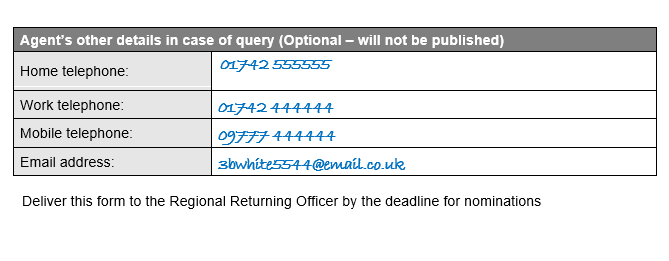 Agent's other details in case of query (Optional – will not be published)
Home telephone: 01742 555555
Work telephone: 01742 444444
Mobile telephone: 09777 444444
Email address: 3bwhite5544@email.co.uk
Deliver this form to the Regional Returning Officer by the deadline for nominations